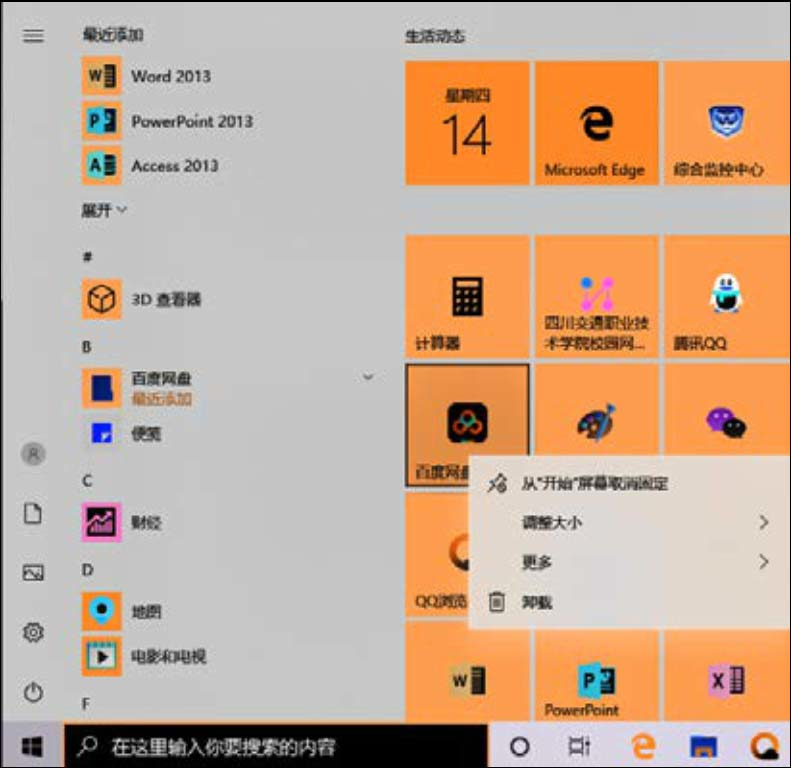 最近添加
Word 2013
PowerPoint 2013
Access 2013
展开
#
3D 查看器
B
百度网盘
最近添加
便笺
C
财经
D
地图
电影和电视
F
生活动态
星期四
14
Microsoft Edge
综合监控中心
计算器
四川交通职业技
术学院校园网...
腾讯QQ
百度网盘
从"开始"屏幕取消固定
调整大小
更多
卸载
QQ浏览
PowerPoint
在这里输入你要搜索的内容